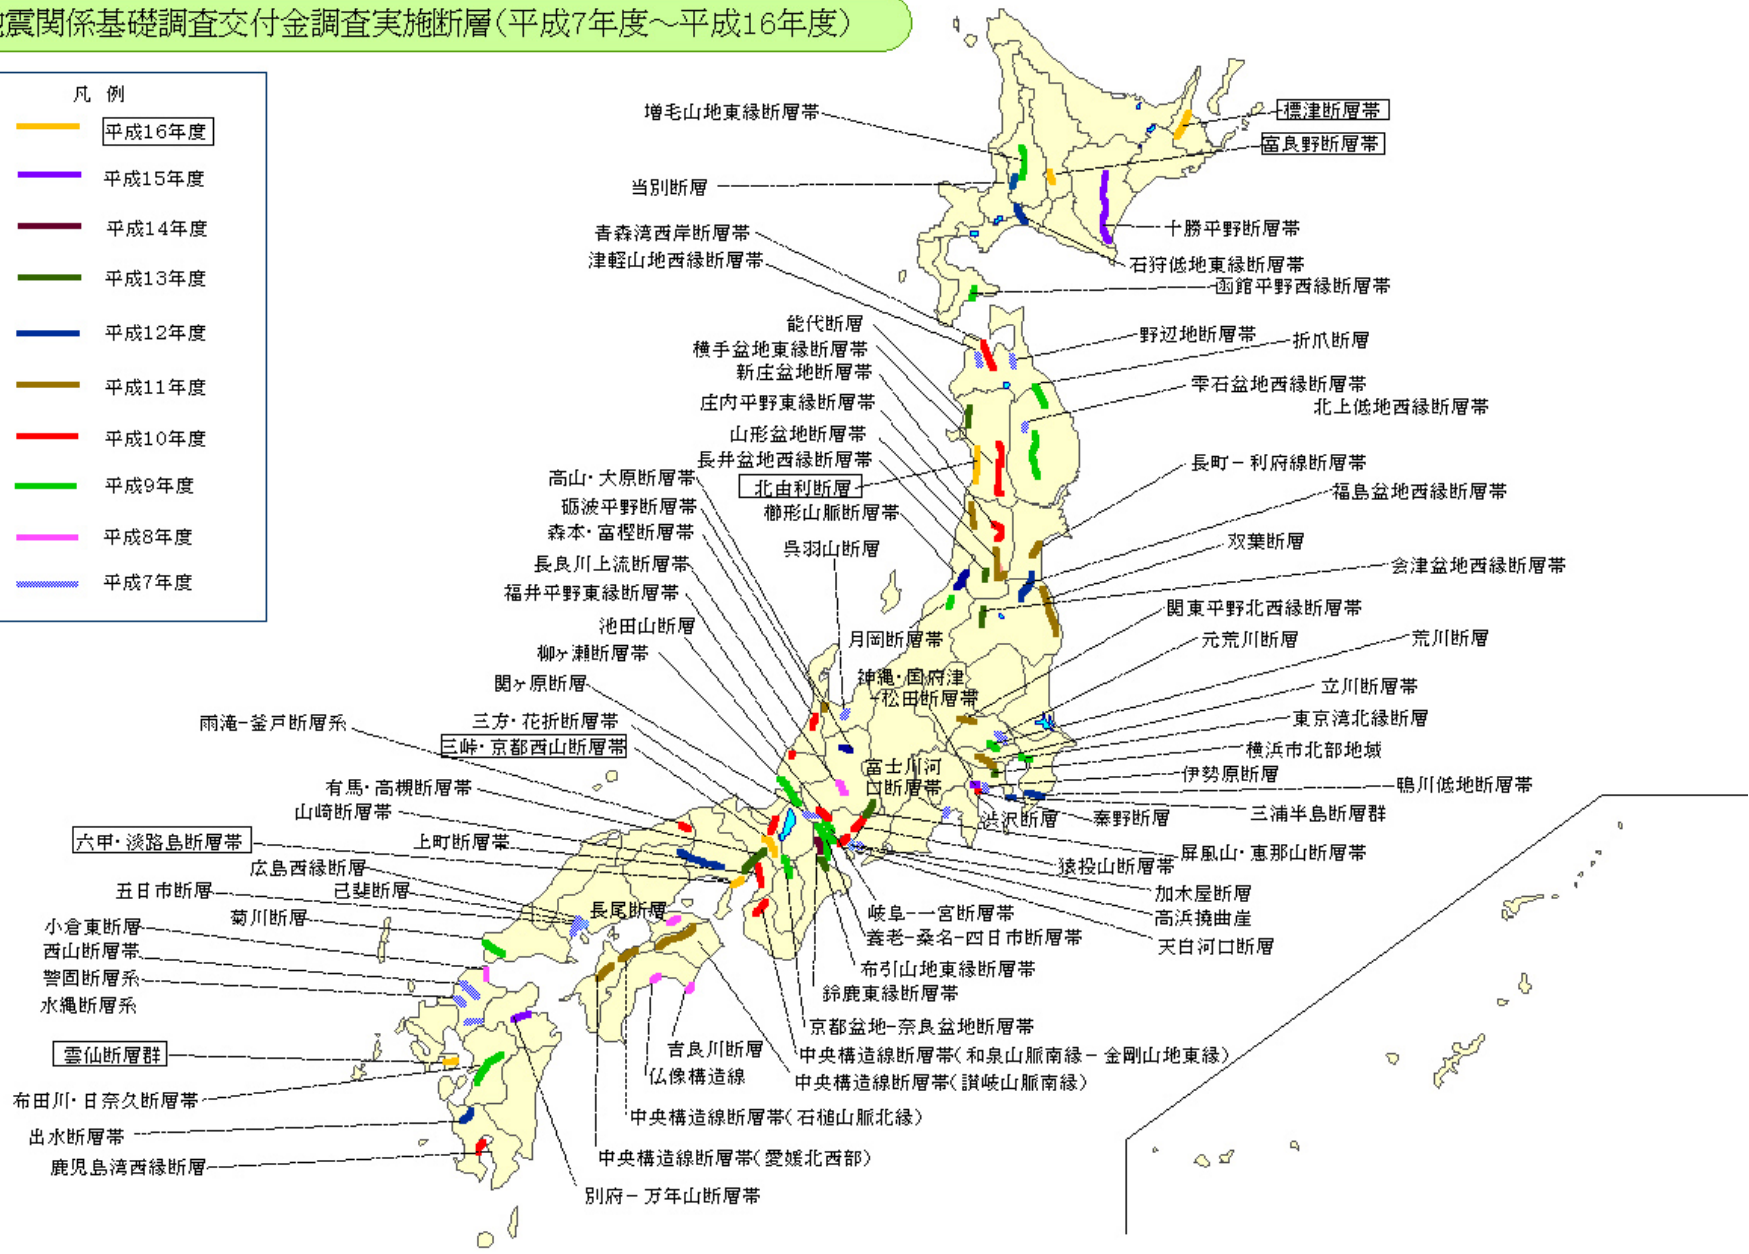 震関係基礎調査交付金調査実施断層(平成7年度～平成16年度)
凡 例
平成16年度
平成15年度
平成14年度
平成13年度
平成12年度
平成11年度
平成10年度
平成9年度
平成8年度
平成7年度
増毛山地東縁断層帯
標津断層帯
富良野断層帯
当別断層
十勝平野断層帯
青森湾西岸断層帯
津軽山地西縁断層帯
石狩低地東縁断層帯
函館平野西縁断層帯
能代断層
横手盆地東縁断層帯
新庄盆地断層帯
庄内平野東縁断層帯
山形盆地断層帯
長井盆地西縁断層帯
北由利断層
櫛形山脈断層帯
野辺地断層帯
折爪断層
雫石盆地西縁断層帯
北上低地西縁断層帯
長町－利府線断層帯
福島盆地西縁断層帯
双葉断層
会津盆地西縁断層帯
関東平野北西縁断層帯
元荒川断層
荒川断層
立川断層帯
東京湾北縁断層
横浜市北部地域
伊勢原断層
鴨川低地断層帯
三浦半島断層群
秦野断層
渋沢断層
高山・大原断層帯
砺波平野断層帯
森本・富樫断層帯
呉羽山断層
長良川上流断層帯
福井平野東縁断層帯
池田山断層
柳ヶ瀬断層帯
関ヶ原断層
月岡断層帯
神縄・国府津
-松田断層帯
富士川河
口断層帯
三方・花折断層帯
三峠・京都西山断層帯
雨滝-釜戸断層系
有馬・高槻断層帯
山崎断層帯
上町断層帯
六甲・淡路島断層帯
広島西縁断層
五日市断層
己斐断層
長尾断層
小倉東断層
菊川断層
西山断層帯
警固断層系
水縄断層系
雲仙断層群
布田川・日奈久断層帯
出水断層帯
鹿児島湾西縁断層
屏風山・恵那山断層帯
猿投山断層帯
加木屋断層
高浜撓曲崖
天白河口断層
岐阜-一宮断層帯
養老-桑名-四日市断層帯
布引山地東縁断層帯
鈴鹿東縁断層帯
京都盆地-奈良盆地断層帯
中央構造線断層帯(和泉山脈南縁－金剛山地東縁)
中央構造線断層帯(讃岐山脈南縁)
吉良川断層
仏像構造線
中央構造線断層帯(石槌山脈北縁)
中央構造線断層帯(愛媛北西部)
別府－万年山断層帯